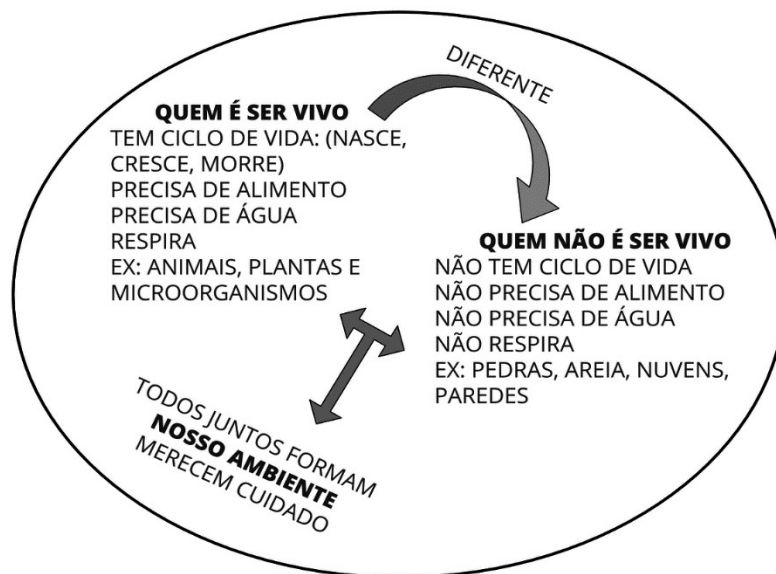 DIFERENTE
QUEM É SER VIVO
TEM CICLO DE VIDA: (NASCE,
CRESCE, MORRE)
PRECISA DE ALIMENTO
PRECISA DE ÁGUA
RESPIRA
EX: ANIMAIS, PLANTAS E
MICROORGANISMOS
QUEM NÃO É SER VIVO
NÃO TEM CICLO DE VIDA
NÃO PRECISA DE ALIMENTO
NÃO PRECISA DE ÁGUA
NÃO RESPIRA
EX: PEDRAS, AREIA, NUVENS,
PAREDES
TODOS JUNTOS FORMAM
NOSSO AMBIENTE
MERECEM CUIDADO